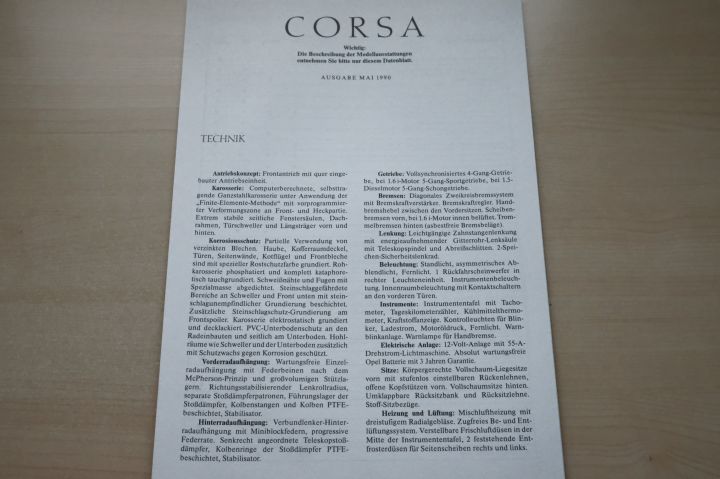 CORSA
Wichtig:
Die Beschreibung der Modellausstattungen
entnehmen Sie bitte nur diesem Datenblatt.
AUSGABE MAI 1990
TECHNIK
Antriebskonzept: Frontantrieb mit quer einge-
bauter Antriebseinheit.
Karosserie: Computerberechnete, selbsttra-
gende Ganzstahlkarosserie unter Anwendung der
„Finite-Elemente-Methode“ mit vorprogrammier-
ter Verformungszone an Front- und Heckpartie.
Extrem stabile seitliche Fenstersäulen, Dach-
rahmen, Türschweller und Längsträger vorn und
hinten.
Korrosionsschutz: Partielle Verwendung von
verzinkten Blechen. Haube, Kofferraumdeckel,
Türen, Seitenwände, Kotflügel und Frontbleche
sind mit spezieller Rostschutzfarbe grundiert. Roh-
karosserie phosphatiert und komplett kataphore-
tisch tauchgrundiert. Schweißnähte und Fugen mit
Spezialmasse abgedichtet. Steinschlaggefährdete
Bereiche an Schweller und Front unten mit stein-
schlagunempfindlicher Grundierung beschichtet.
Zusätzliche Steinschlagschutz-Grundierung am
Frontspoiler. Karosserie elektrostatisch grundiert
und decklackiert. PVC-Unterbodenschutz an den
Radeinbauten und seitlich am Unterboden. Hohl-
räume wie Schweller und der Unterboden zusätzlich
mit Schutzwachs gegen Korrosion geschützt.
Vorderradaufhängung: Wartungsfreie Einzel-
radaufhängung mit Federbeinen nach dem
McPherson-Prinzip und großvolumigen Stützla-
gern. Richtungsstabilisierender Lenkrollradius,
separate Stoßdämpferpatronen, Führungslager der
Stoßdämpfer, Kolbenstangen und Kolben PTFE-
beschichtet, Stabilisator.
Hinterradaufhängung: Verbundlenker-Hinter-
radaufhängung mit Miniblockfedern, progressive
Federrate. Senkrecht angeordnete Teleskopstoß-
dämpfer, Kolbenringe der Stoßdämpfer PTFE-
beschichtet, Stabilisator.
Getriebe: Vollsynchronisiertes 4-Gang-Getrie-
be, bei 1.6 i-Motor 5-Gang-Sportgetriebe, bei 1.5-
Dieselmotor 5-Gang-Schongetriebe.
Bremsen: Diagonales Zweikreisbremssystem
mit Bremskraftverstärker. Bremskraftregler. Hand-
bremshebel zwischen den Vordersitzen. Scheiben-
bremsen vorn, bei 1.6 i-Motor innen belüftet. Trom-
melbremsen hinten (asbestfreie Bremsbeläge).
Lenkung: Leichtgängige Zahnstangenlenkung
mit energieaufnehmender Gitterrohr-Lenksäule
mit Teleskopspindel und Abreißschlitten. 2-Spei-
chen-Sicherheitslenkrad.
Beleuchtung: Standlicht, asymmetrisches Ab-
blendlicht, Fernlicht. 1 Rückfahrscheinwerfer in
rechter Leuchteneinheit. Instrumentenbeleuch-
tung. Innenraumbeleuchtung mit Kontaktschaltern
an den vorderen Türen.
Instrumente: Instrumententafel mit Tacho-
meter, Tageskilometerzähler, Kühlmittelthermo-
meter, Kraftstoffanzeige. Kontrolleuchten für Blin-
ker, Ladestrom, Motoröldruck, Fernlicht. Warn-
blinkanlage. Warnlampe für Handbremse.
Elektrische Anlage: 12-Volt-Anlage mit 55-A-
Drehstrom-Lichtmaschine. Absolut wartungsfreie
Opel Batterie mit 3 Jahren Garantie.
Sitze: Körpergerechte Vollschaum-Liegesitze
vorn mit stufenlos einstellbaren Rückenlehnen,
offene Kopfstützen vorn. Vollschaumsitze hinten.
Umklappbare Rücksitzbank und Rücksitzlehne.
Stoff-Sitzbezüge.
Heizung und Lüftung: Mischluftheizung mit
dreistufigem Radialgebläse. Zugfreies Be- und Ent-
lüftungssystem. Verstellbare Frischluftdüsen in der
Mitte der Instrumententafel, 2 feststehende Ent-
frosterdüsen für Seitenscheiben rechts und links.